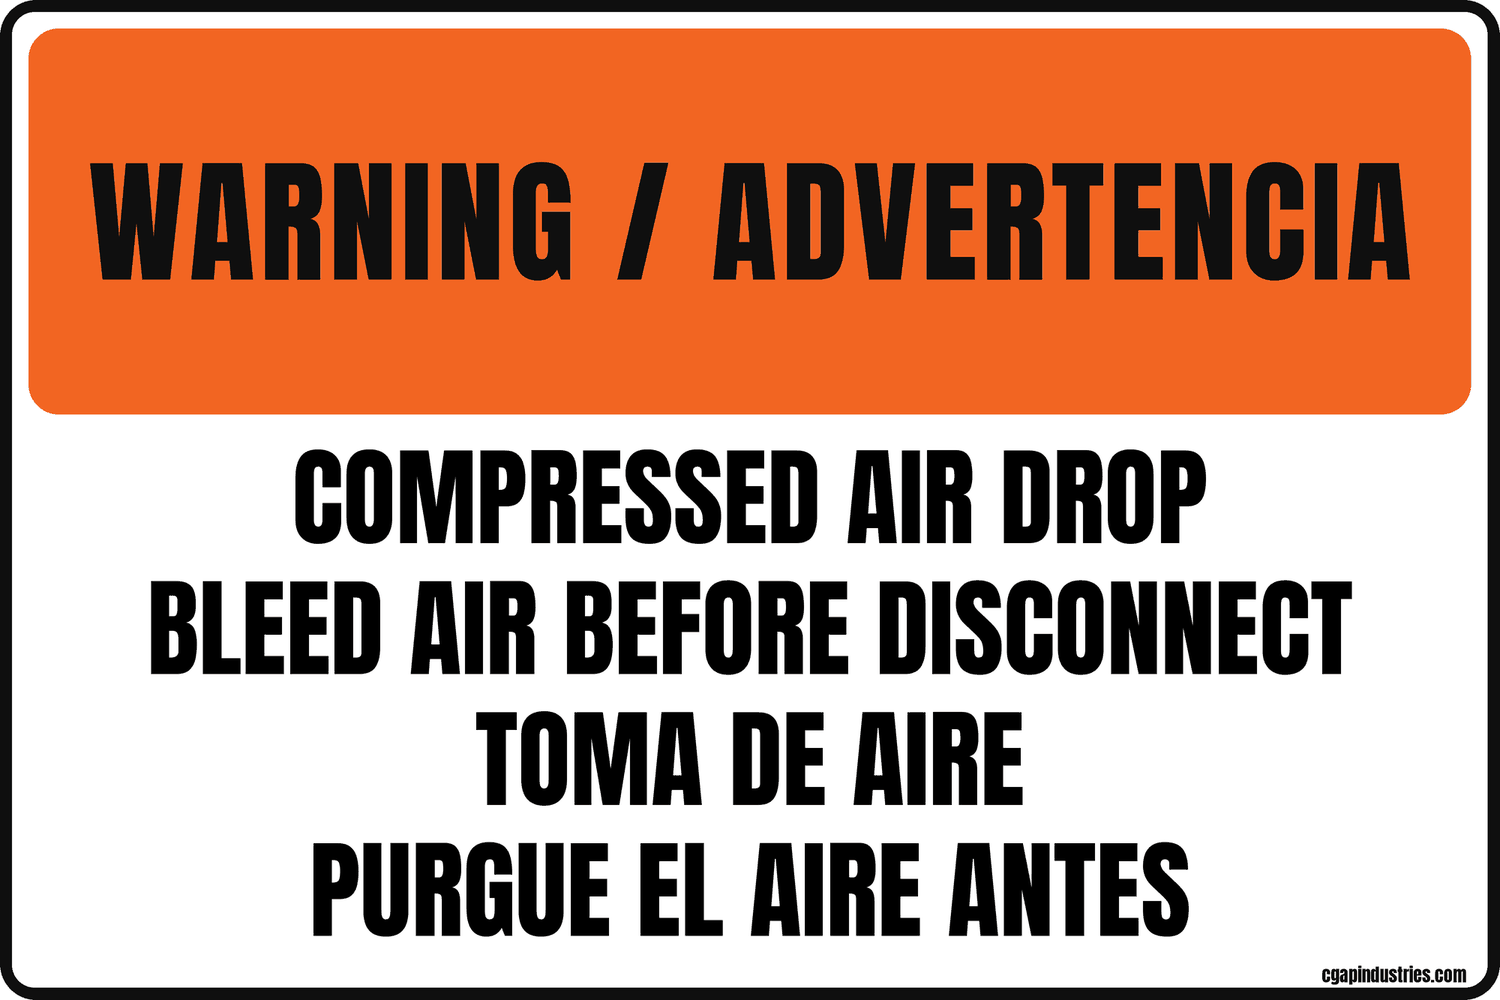 WARNING / ADVERTENCIA
COMPRESSED AIR DROP
BLEED AIR BEFORE DISCONNECT
TOMA DE AIRE
PURGUE EL AIRE ANTES
cgapindustries.com